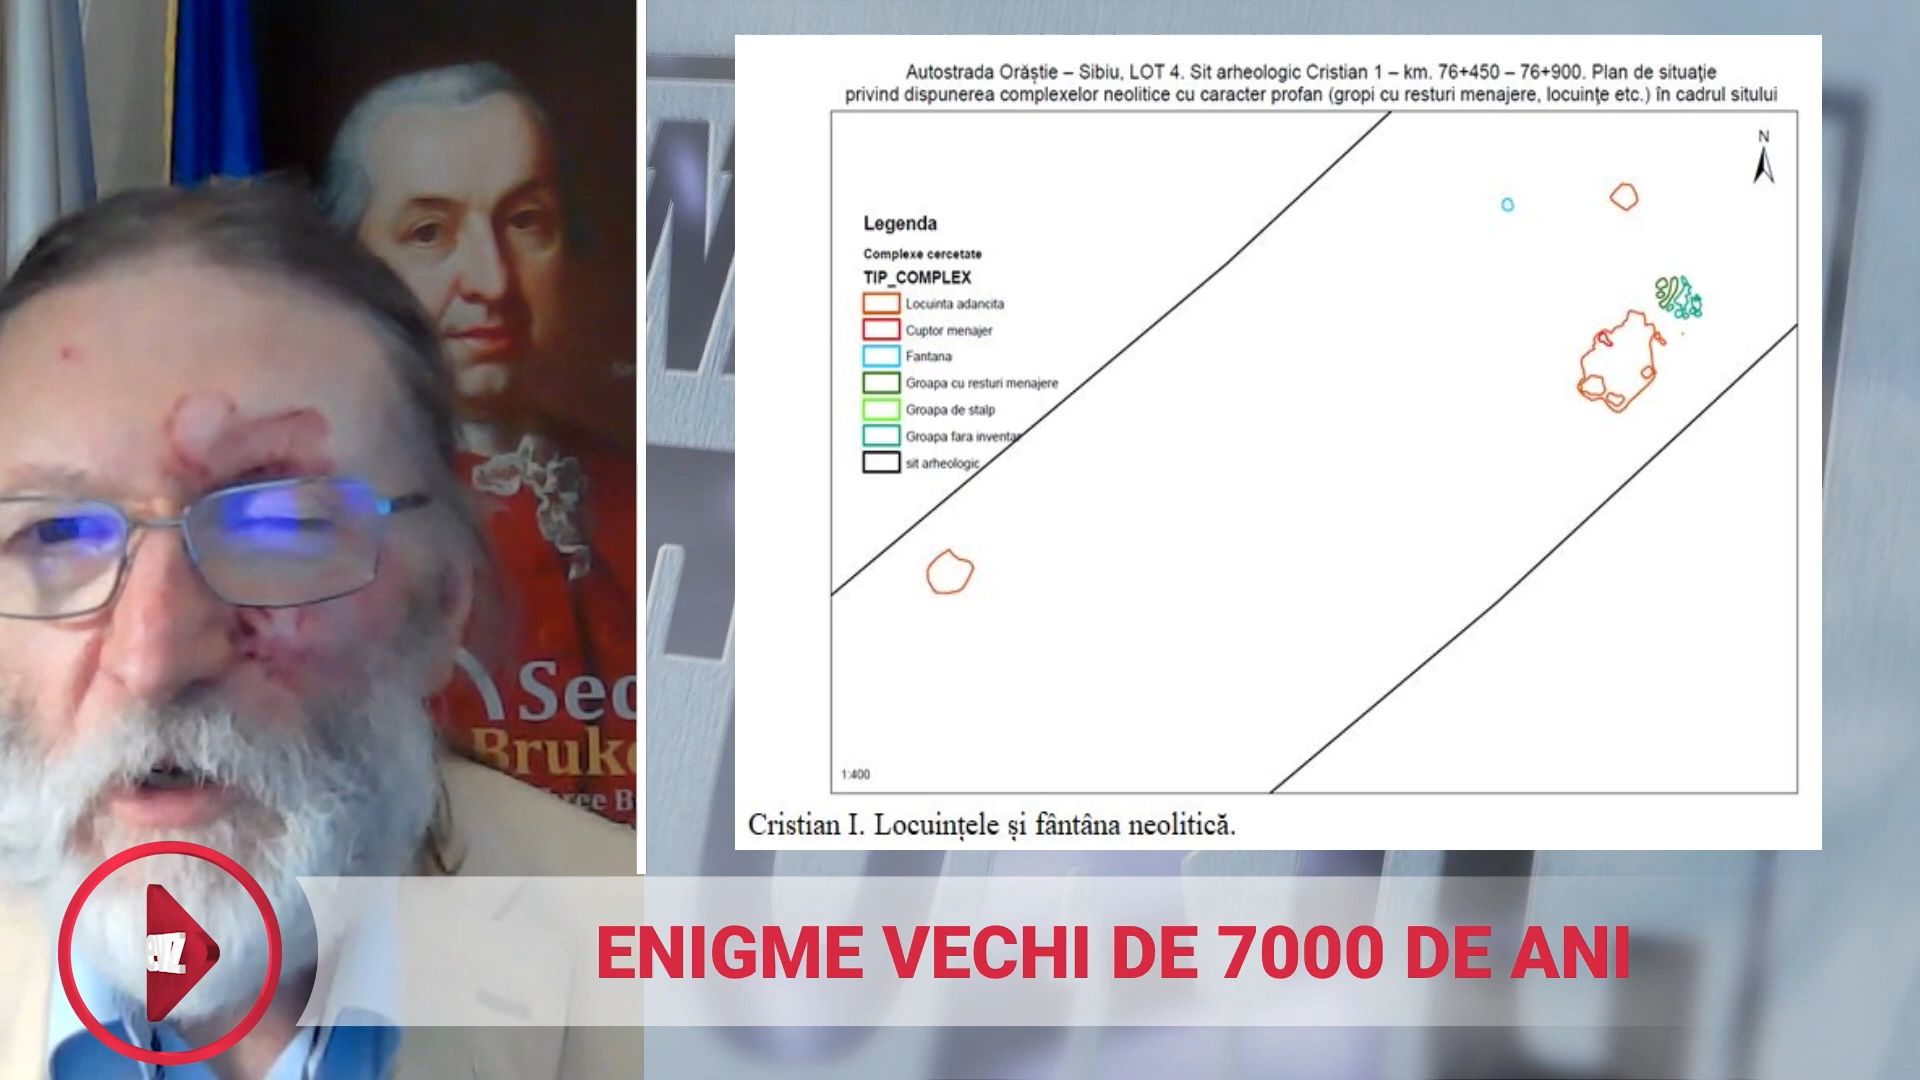 Autostrada Orăștie – Sibiu, LOT 4. Sit arheologic Cristian 1 – km. 76+450 – 76+900. Plan de situaţie
privind dispunerea complexelor neolitice cu caracter profan (gropi cu resturi menajere, locuinţe etc.) în cadrul sitului
N
Legenda
Complexe cercetate
TIP_COMPLEX
Locuinta adancita
Cuptor menajer
Fantana
Groapa cu resturi menajere
Groapa de stalp
Groapa fara inventar
sit arheologic
1:400
Cristian I. Locuințele și fântâna neolitică.
Sec
Bruke
ENIGME VECHI DE 7000 DE ANI